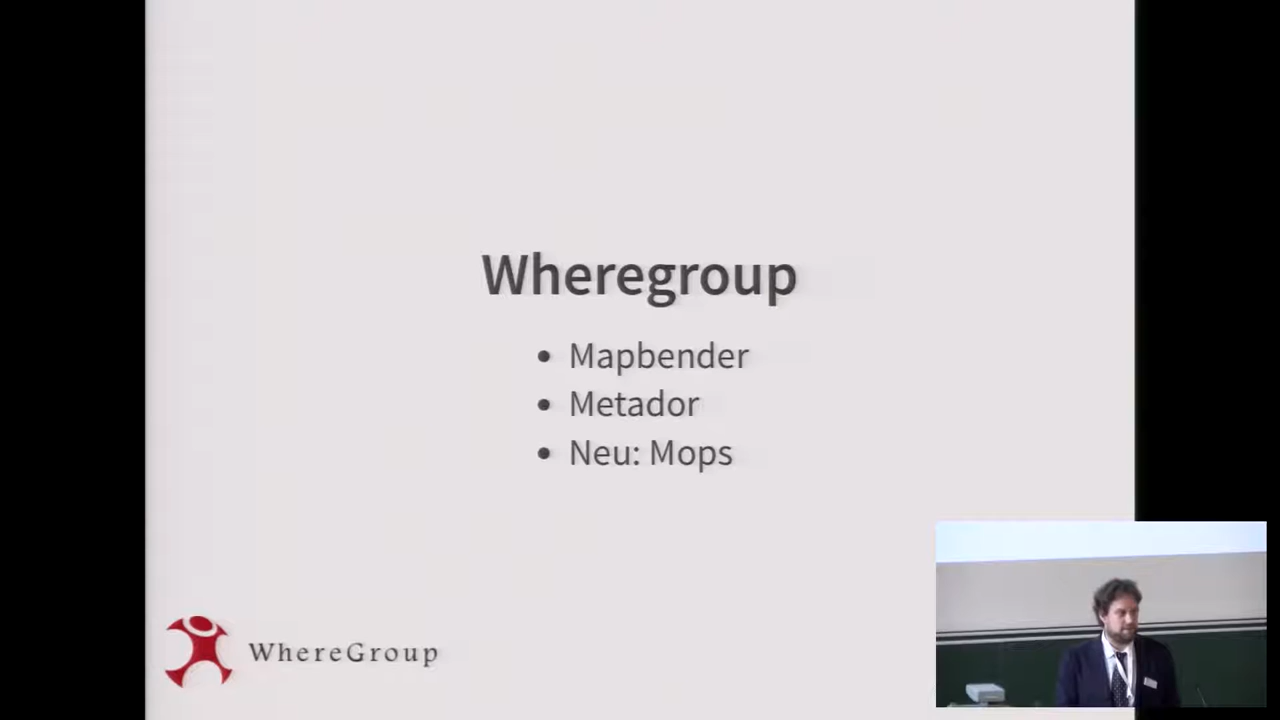 Wheregroup
• Mapbender
• Metador
• Neu: Mops
WhereGroup